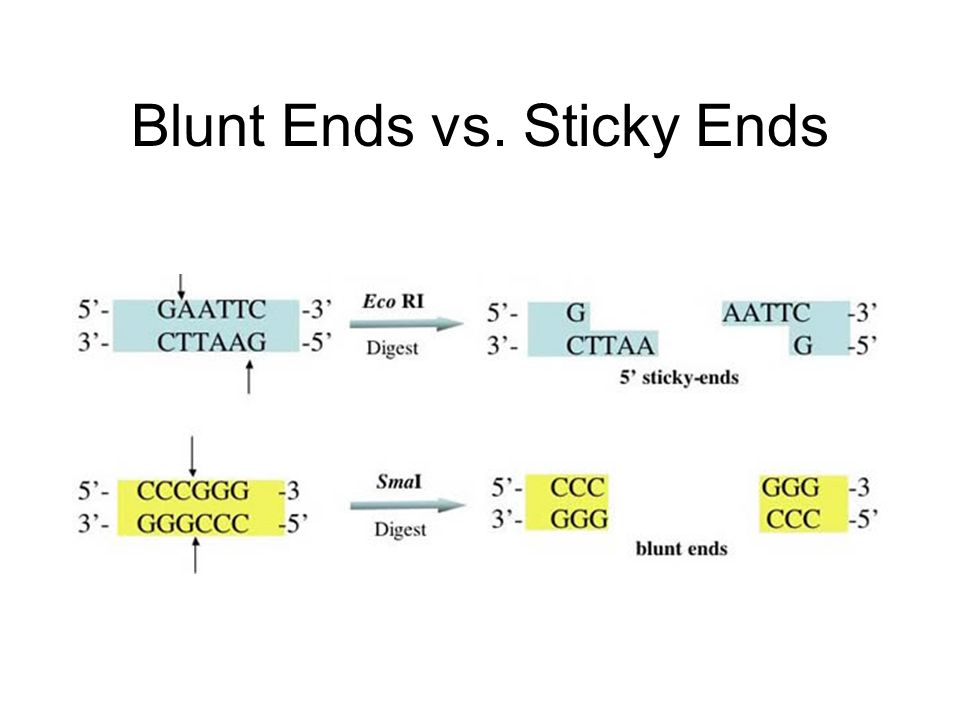 Blunt Ends vs. Sticky Ends
5’- GAATTC -3’ Eco RI 5’- G AATTC -3’
3’- CTTAAG -5’ Digest 3’- CTTAA G -5’
5’ sticky-ends
5’- CCCGGG -3 SmaI 5’- CCC GGG -3
3’- GGGCCC -5’ Digest 3’- GGG CCC -5’
blunt ends